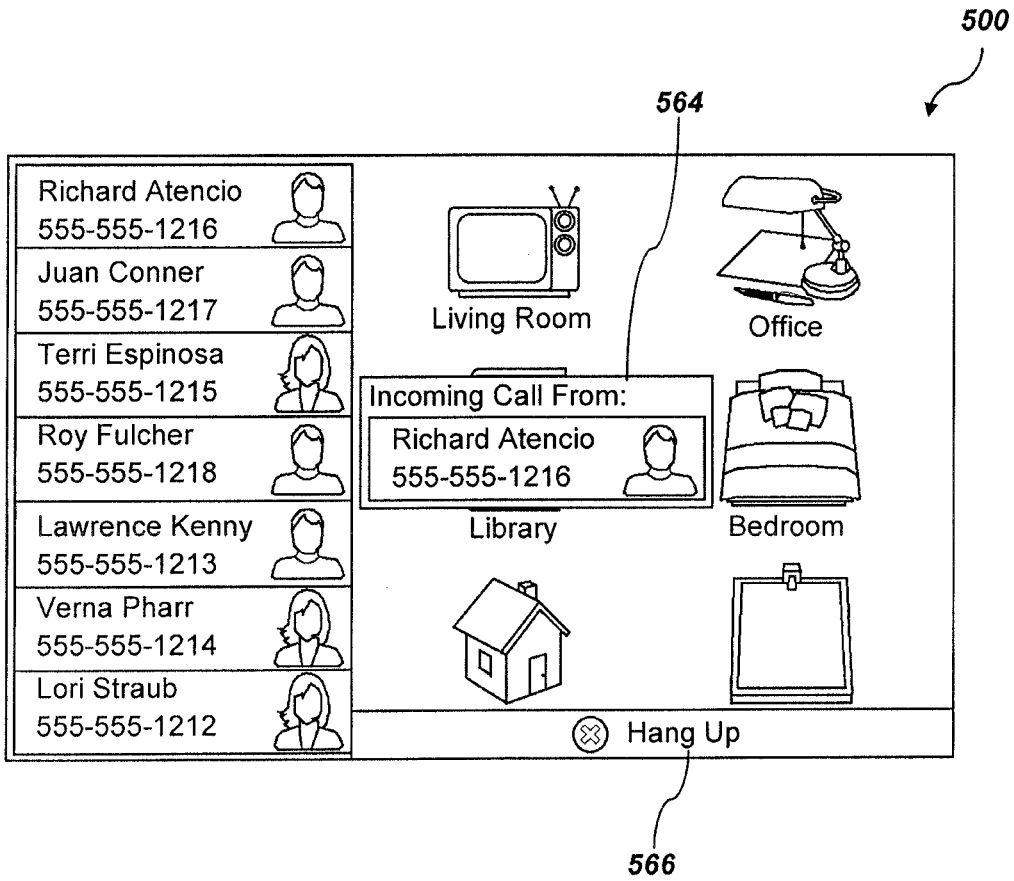 500
564
Richard Atencio
555-555-1216
Juan Conner
555-555-1217
Terri Espinosa
555-555-1215
Roy Fulcher
555-555-1218
Lawrence Kenny
555-555-1213
Verna Pharr
555-555-1214
Lori Straub
555-555-1212
Living Room
Office
Incoming Call From:
Richard Atencio
555-555-1216
Library
Bedroom
Hang Up
566